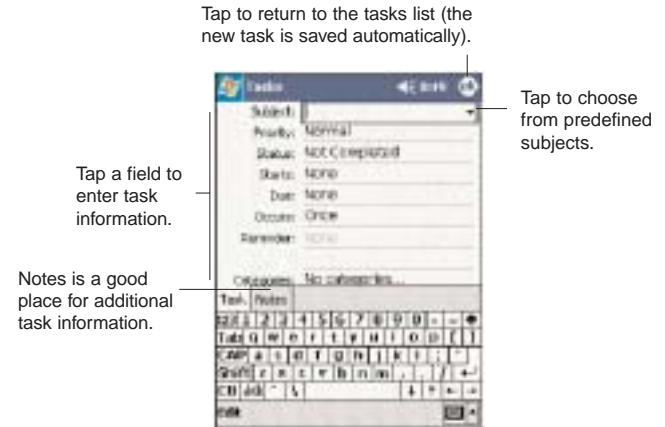 Tap to return to the tasks list (the
new task is saved automatically).
Tasks
Subject:
Priority: Normal
Status: Not Completed
Starts: None
Due: None
Occurs: Once
Reminder: None
Categories: No categories...
Task Notes
Tap to choose
from predefined
subjects.
Tap a field to
enter task
information.
Notes is a good
place for additional
task information.
123 1 2 3 4 5 6 7 8 9 0 - =
Tab q w e r t y u i o p [ ]
CAP a s d f g h j k l ; '
Shift z x c v b n m , . /
Ctl áü ` \
Edit